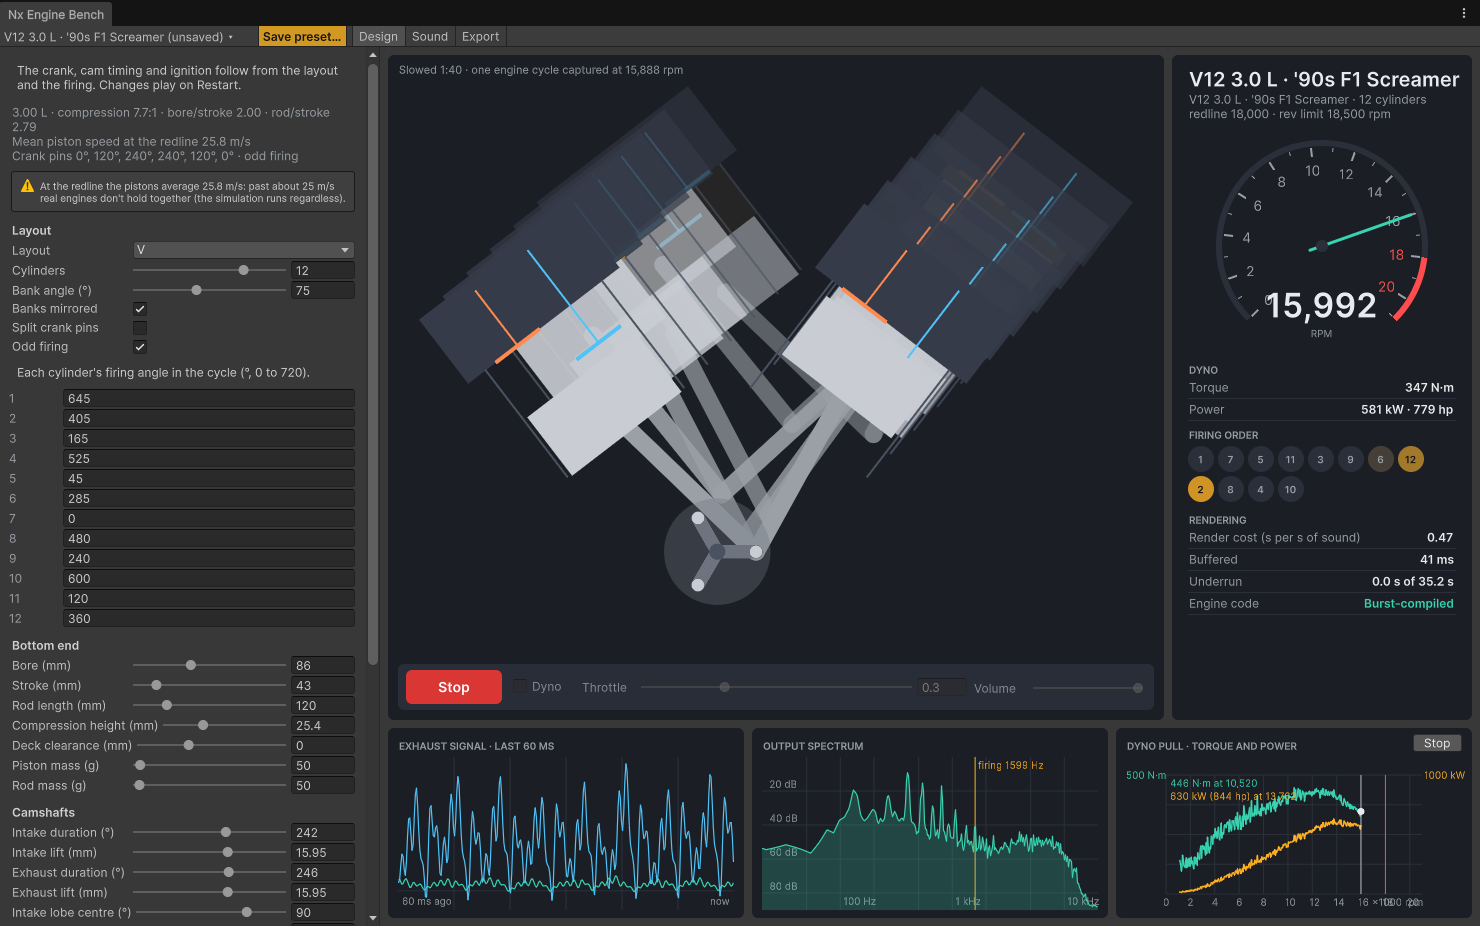 Nx Engine Bench
V12 3.0 L · '90s F1 Screamer (unsaved)
Save preset...
Design
Sound
Export
The crank, cam timing and ignition follow from the layout
and the firing. Changes play on Restart.
3.00 L · compression 7.7:1 · bore/stroke 2.00 · rod/stroke
2.79
Mean piston speed at the redline 25.8 m/s
Crank pins 0°, 120°, 240°, 240°, 120°, 0° · odd firing
At the redline the pistons average 25.8 m/s: past about 25 m/s
real engines don't hold together (the simulation runs regardless).
Layout
Layout V
Cylinders 12
Bank angle (°) 75
Banks mirrored
Split crank pins
Odd firing
Each cylinder's firing angle in the cycle (°, 0 to 720).
1 645
2 405
3 165
4 525
5 45
6 285
7 0
8 480
9 240
10 600
11 120
12 360
Bottom end
Bore (mm) 86
Stroke (mm) 43
Rod length (mm) 120
Compression height (mm) 25.4
Deck clearance (mm) 0
Piston mass (g) 50
Rod mass (g) 50
Camshafts
Intake duration (°) 242
Intake lift (mm) 15.95
Exhaust duration (°) 246
Exhaust lift (mm) 15.95
Intake lobe centre (°) 90
Slowed 1:40 · one engine cycle captured at 15,888 rpm
Stop
Dyno
Throttle
0.3
Volume
V12 3.0 L · '90s F1 Screamer
V12 3.0 L · '90s F1 Screamer · 12 cylinders
redline 18,000 · rev limit 18,500 rpm
0 2 4 6 8 10 12 14 16 18 20
15,992
RPM
DYNO
Torque 347 N·m
Power 581 kW · 779 hp
FIRING ORDER
1 7 5 11 3 9 6 12
2 8 4 10
RENDERING
Render cost (s per s of sound) 0.47
Buffered 41 ms
Underrun 0.0 s of 35.2 s
Engine code Burst-compiled
EXHAUST SIGNAL · LAST 60 MS
60 ms ago
now
OUTPUT SPECTRUM
firing 1599 Hz
20 dB
40 dB
60 dB
80 dB
100 Hz
1 kHz
10 kHz
DYNO PULL · TORQUE AND POWER
Stop
500 N·m
1000 kW
446 N·m at 10,520
630 kW (844 hp) at
0 2 4 6 8 10 12 14 16
rpm